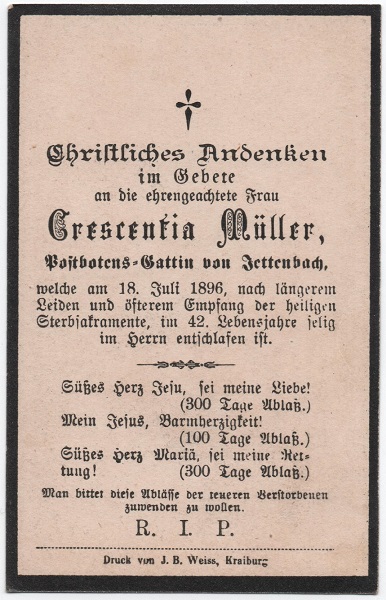 Christliches Andenken
im Gebete
an die ehrengeachtete Frau
Crescentia Müller,
Postbotens-Gattin von Jettenbach,
welche am 18. Juli 1896, nach längerem
Leiden und öfterem Empfang der heiligen
Sterbsakramente, im 42. Lebensjahre selig
im Herrn entschlafen ist.
Süßes Herz Jesu, sei meine Liebe!
(300 Tage Ablaß.)
Mein Jesus, Barmherzigkeit!
(100 Tage Ablaß.)
Süßes Herz Mariä, sei meine Ret-
tung! (300 Tage Ablaß.)
Man bittet diese Ablässe der teueren Verstorbenen
zuwenden zu wollen.
R. I. P.
Druck von J. B. Weiss, Kraiburg